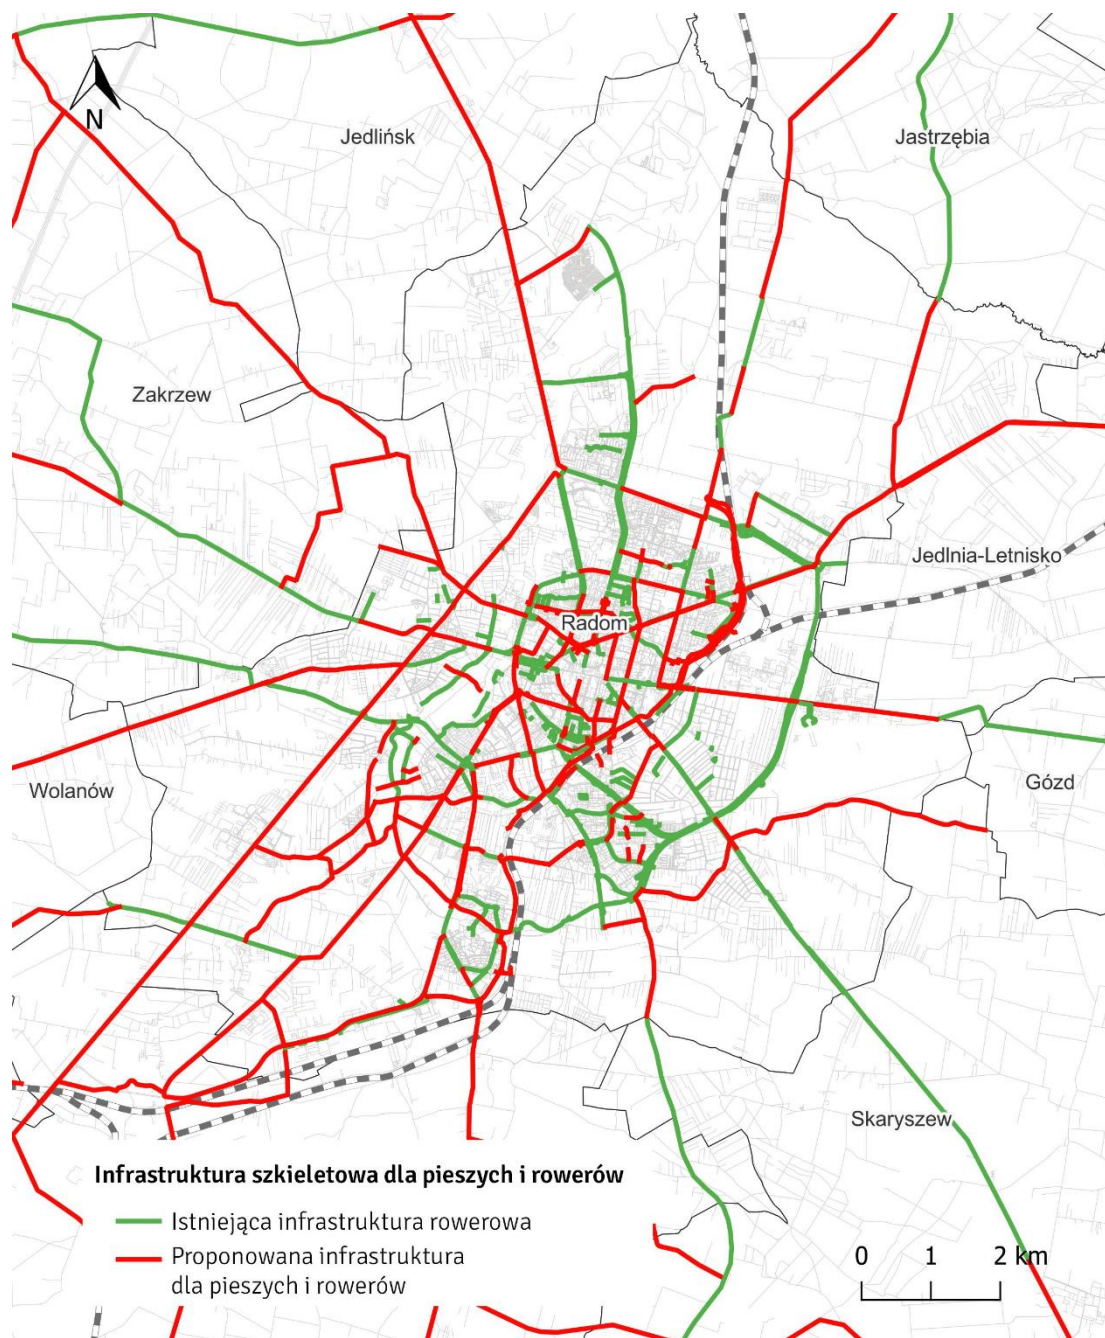 N
Jedlińsk
Jastrzębia
Zakrzew
Jedlnia-Letnisko
Radom
Wolanów
Gózd
Skaryszew
Infrastruktura szkieletowa dla pieszych i rowerów
Istniejąca infrastruktura rowerowa
Proponowana infrastruktura
dla pieszych i rowerów
0 1 2 km